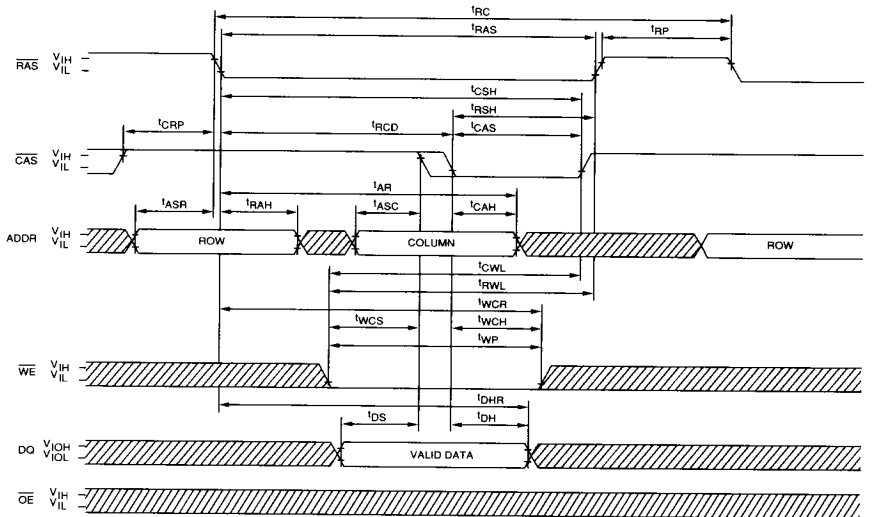 tRC
tRAS
tRP
RAS VIH
VIL
tCSH
tRSH
tCRP
tRCD
tCAS
CAS VIH
VIL
tAR
tASR
tRAH
tASC
tCAH
ADDR VIH
VIL
ROW
COLUMN
ROW
tCWL
tRWL
tWCR
tWCS
tWCH
tWP
WE VIH
VIL
tDHR
tDS
tDH
DQ VIOH
VIOL
VALID DATA
OE VIH
VIL